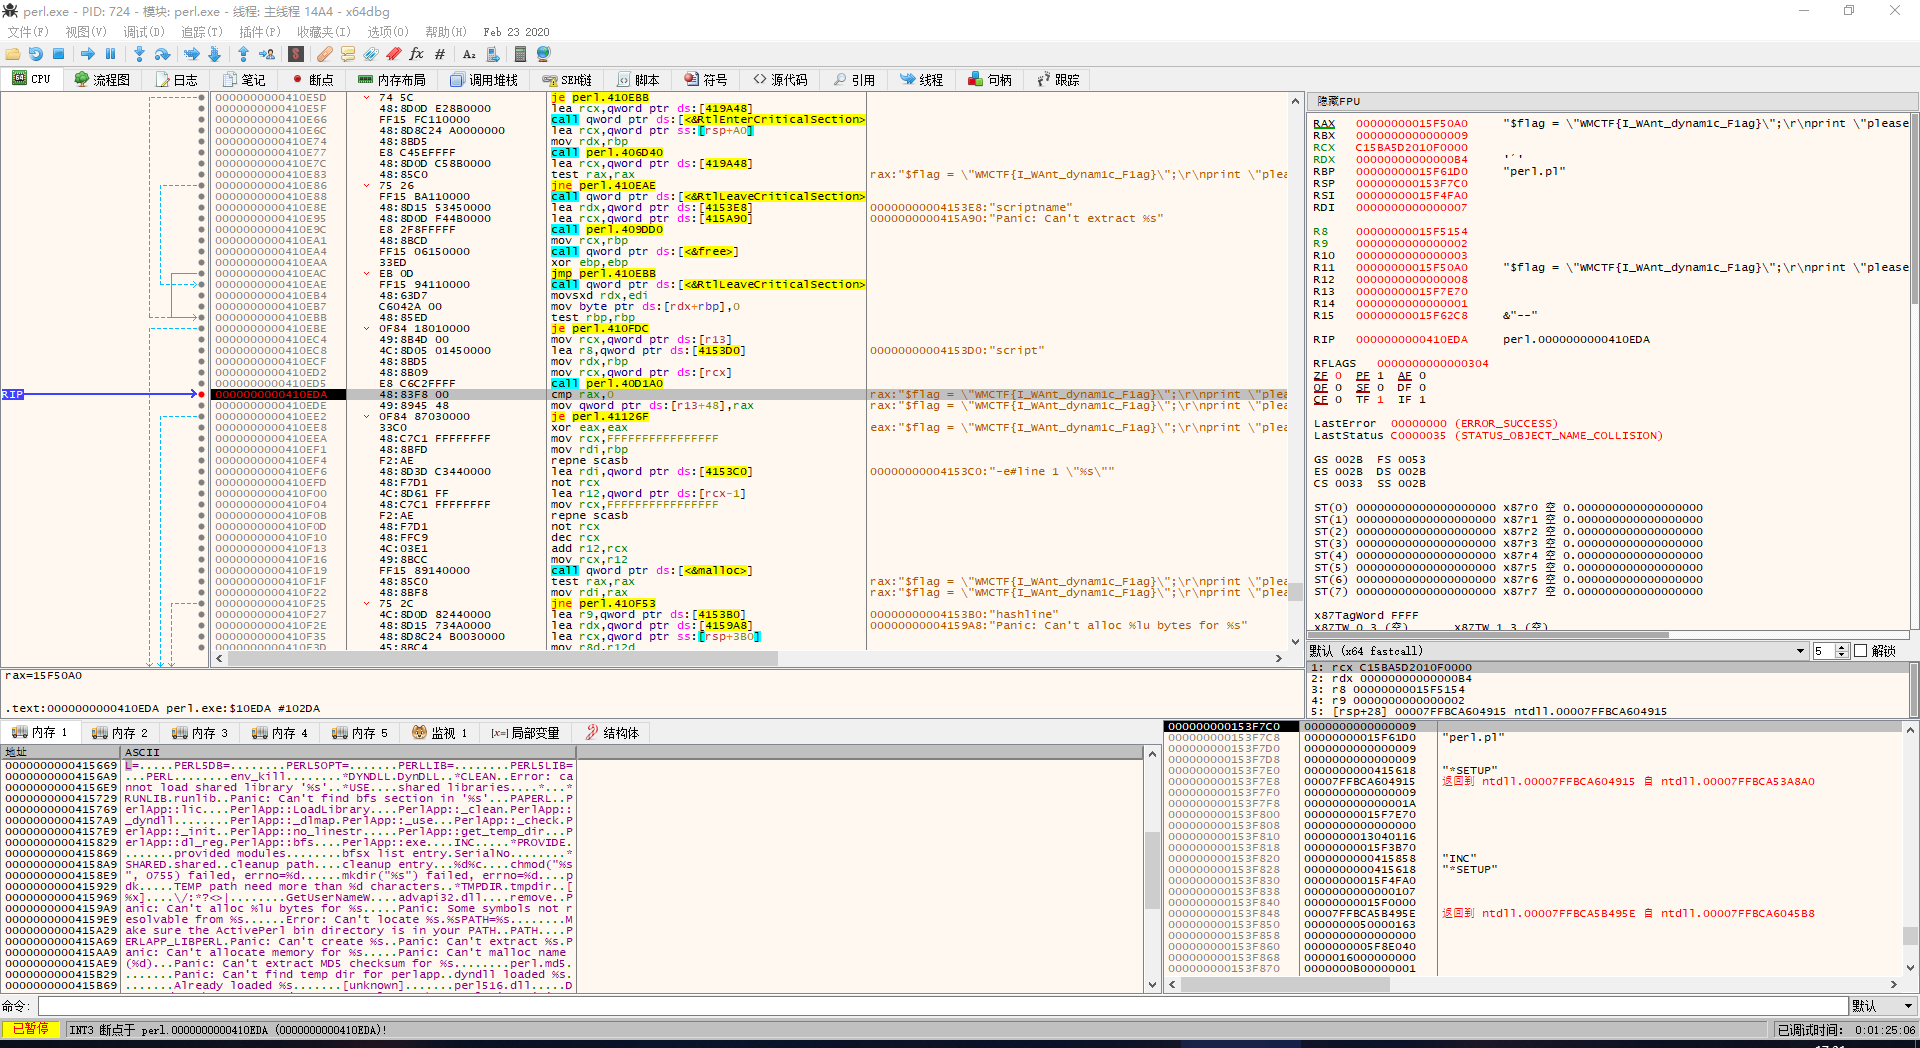 perl.exe - PID: 724 - 模块: perl.exe - 线程: 主线程 14A4 - x64dbg
文件(F) 视图(V) 调试(D) 追踪(T) 插件(P) 收藏夹(I) 选项(O) 帮助(H) Feb 23 2020
CPU 流程图 日志 笔记 断点 内存布局 调用堆栈 SEH链 脚本 符号 源代码 引用 线程 句柄 跟踪
0000000000410E5D 74 5C je perl.410EBB
0000000000410E5F 48:8D0D E28B0000 lea rcx,qword ptr ds:[419A48]
0000000000410E66 FF15 FC110000 call qword ptr ds:[<&RtlEnterCriticalSection>]
0000000000410E6C 48:8D8C24 A0000000 lea rcx,qword ptr ss:[rsp+A0]
0000000000410E74 48:8BD5 mov rdx,rbp
0000000000410E77 E8 C45EFFFF call perl.406D40
0000000000410E7C 48:8D0D C58B0000 lea rcx,qword ptr ds:[419A48]
0000000000410E83 48:85C0 test rax,rax rax:"$flag = \"WMCTF{I_WAnt_dynam1c_F1ag}\";\r\nprint \"plea
0000000000410E86 75 26 jne perl.410EAE
0000000000410E88 FF15 BA110000 call qword ptr ds:[<&RtlLeaveCriticalSection>]
0000000000410E8E 48:8D15 53450000 lea rdx,qword ptr ds:[4153E8] 00000000004153E8:"scriptname"
0000000000410E95 48:8D0D F44B0000 lea rcx,qword ptr ds:[415A90] 0000000000415A90:"Panic: Can't extract %s"
0000000000410E9C E8 2F8FFFFF call perl.409DD0
0000000000410EA1 48:8BCD mov rcx,rbp
0000000000410EA4 FF15 06150000 call qword ptr ds:[<&free>]
0000000000410EAA 33ED xor ebp,ebp
0000000000410EAC EB 0D jmp perl.410EBB
0000000000410EAE FF15 94110000 call qword ptr ds:[<&RtlLeaveCriticalSection>]
0000000000410EB4 48:63D7 movsxd rdx,edi
0000000000410EB7 C6042A 00 mov byte ptr ds:[rdx+rbp],0
0000000000410EBB 48:85ED test rbp,rbp
0000000000410EBE 0F84 18010000 je perl.410FDC
0000000000410EC4 49:8B4D 00 mov rcx,qword ptr ds:[r13]
0000000000410EC8 4C:8D05 01450000 lea r8,qword ptr ds:[4153D0] 00000000004153D0:"script"
0000000000410ECF 48:8BD5 mov rdx,rbp
0000000000410ED2 48:8B09 mov rcx,qword ptr ds:[rcx]
0000000000410ED5 E8 C6C2FFFF call perl.40D1A0
RIP 0000000000410EDA 48:83F8 00 cmp rax,0 rax:"$flag = \"WMCTF{I_WAnt_dynam1c_F1ag}\";\r\nprint \"plea
0000000000410EDE 49:8945 48 mov qword ptr ds:[r13+48],rax rax:"$flag = \"WMCTF{I_WAnt_dynam1c_F1ag}\";\r\nprint \"plea
0000000000410EE2 0F84 87030000 je perl.41126F
0000000000410EE8 33C0 xor eax,eax eax:"$flag = \"WMCTF{I_WAnt_dynam1c_F1ag}\";\r\nprint \"plea
0000000000410EEA 48:C7C1 FFFFFFFF mov rcx,FFFFFFFFFFFFFFFF
0000000000410EF1 48:8BFD mov rdi,rbp
0000000000410EF4 F2:AE repne scasb
0000000000410EF6 48:8D3D C3440000 lea rdi,qword ptr ds:[4153C0] 00000000004153C0:"-e#line 1 \"%s\""
0000000000410EFD 48:F7D1 not rcx
0000000000410F00 4C:8D61 FF lea r12,qword ptr ds:[rcx-1]
0000000000410F04 48:C7C1 FFFFFFFF mov rcx,FFFFFFFFFFFFFFFF
0000000000410F0B F2:AE repne scasb
0000000000410F0D 48:F7D1 not rcx
0000000000410F10 48:FFC9 dec rcx
0000000000410F13 4C:03E1 add r12,rcx
0000000000410F16 49:8BCC mov rcx,r12
0000000000410F19 FF15 89140000 call qword ptr ds:[<&malloc>]
0000000000410F1F 48:85C0 test rax,rax rax:"$flag = \"WMCTF{I_WAnt_dynam1c_F1ag}\";\r\nprint \"plea
0000000000410F22 48:8BF8 mov rdi,rax rax:"$flag = \"WMCTF{I_WAnt_dynam1c_F1ag}\";\r\nprint \"plea
0000000000410F25 75 2C jne perl.410F53
0000000000410F27 4C:8D0D 82440000 lea r9,qword ptr ds:[4153B0] 00000000004153B0:"hashline"
0000000000410F2E 48:8D15 734A0000 lea rdx,qword ptr ds:[4159A8] 00000000004159A8:"Panic: Can't alloc %lu bytes for %s"
0000000000410F35 48:8D8C24 B0030000 lea rcx,qword ptr ss:[rsp+3B0]
0000000000410F3D 45:8BC4 mov r8d,r12d
rax=15F50A0
.text:0000000000410EDA perl.exe:$10EDA #102DA
隐藏FPU
RAX 00000000015F50A0 "$flag = \"WMCTF{I_WAnt_dynam1c_F1ag}\";\r\nprint \"please
RBX 0000000000000009
RCX C15BA5D2010F0000
RDX 00000000000000B4 '´'
RBP 00000000015F61D0 "perl.pl"
RSP 000000000153F7C0
RSI 00000000015F4FA0
RDI 0000000000000007
R8 00000000015F5154
R9 0000000000000002
R10 0000000000000003
R11 00000000015F50A0 "$flag = \"WMCTF{I_WAnt_dynam1c_F1ag}\";\r\nprint \"please
R12 0000000000000008
R13 00000000015F7E70
R14 0000000000000001
R15 00000000015F62C8 &"--"
RIP 0000000000410EDA perl.0000000000410EDA
RFLAGS 0000000000000304
ZF 0 PF 1 AF 0
OF 0 SF 0 DF 0
CF 0 TF 1 IF 1
LastError 00000000 (ERROR_SUCCESS)
LastStatus C0000035 (STATUS_OBJECT_NAME_COLLISION)
GS 002B FS 0053
ES 002B DS 002B
CS 0033 SS 002B
ST(0) 00000000000000000000 x87r0 空 0.000000000000000000
ST(1) 00000000000000000000 x87r1 空 0.000000000000000000
ST(2) 00000000000000000000 x87r2 空 0.000000000000000000
ST(3) 00000000000000000000 x87r3 空 0.000000000000000000
ST(4) 00000000000000000000 x87r4 空 0.000000000000000000
ST(5) 00000000000000000000 x87r5 空 0.000000000000000000
ST(6) 00000000000000000000 x87r6 空 0.000000000000000000
ST(7) 00000000000000000000 x87r7 空 0.000000000000000000
x87TagWord FFFF
x87TW_0 3 (空) x87TW_1 3 (空)
默认 (x64 fastcall) 5 解锁
1: rcx C15BA5D2010F0000
2: rdx 00000000000000B4
3: r8 00000000015F5154
4: r9 0000000000000002
5: [rsp+28] 00007FFBCA604915 ntdll.00007FFBCA604915
内存 1 内存 2 内存 3 内存 4 内存 5 监视 1 [x=] 局部变量 结构体
地址 ASCII
0000000000415669 L=.....PERL5DB=........PERL5OPT=......PERLLIB=........PERL5LIB=
00000000004156A9 ...PERL.......env_kill.......*DYNDLL.DynDLL..*CLEAN..Error: ca
00000000004156E9 nnot load shared library '%s'..*USE....shared libraries....*...*
0000000000415729 RUNLIB.runlib..Panic: Can't find bfs section in '%s'...PAPERL..P
0000000000415769 erlApp::lic....PerlApp::LoadLibrary....PerlApp::_clean.PerlApp::
00000000004157A9 _dyndll....PerlApp::_dlmap.PerlApp::_use...PerlApp::_check.P
00000000004157E9 erlApp::_init..PerlApp::no_linestr.....PerlApp::get_temp_dir...P
0000000000415829 erlApp::dl_reg.PerlApp::bfs....PerlApp::exe....INC....*PROVIDE.
0000000000415869 .......provided modules.......bfsx list entry.SerialNo........*
00000000004158A9 SHARED.shared..cleanup path....cleanup entry...%d%c....chmod("%s
00000000004158E9 ", 0755) failed, errno=%d.......mkdir("%s") failed, errno=%d....p
0000000000415929 dk.....TEMP path need more than %d characters..*TMPDIR.tmpdir..[
0000000000415969 %x]....\/:*?<>|........GetUserNameW....advapi32.dll....remove..P
00000000004159A9 anic: Can't alloc %lu bytes for %s.....Panic: Some symbols not r
00000000004159E9 esolvable from %s......Error: Can't locate %s.%sPATH=%s.......M
0000000000415A29 ake sure the ActivePerl bin directory is in your PATH..PATH....P
0000000000415A69 ERLAPP_LIBPERL.Panic: Can't create %s..Panic: Can't extract %s.P
0000000000415AA9 anic: Can't allocate memory for %s.....Panic: Can't malloc name
0000000000415AE9 (%d)...Panic: Can't extract MD5 checksum for %s........perl.md5.
0000000000415B29 .......Panic: Can't find temp dir for perlapp..dyndll loaded %s.
0000000000415B69 .......Already loaded %s.......[unknown].......perl516.dll....D
000000000153F7C0 0000000000000009
000000000153F7C8 00000000015F61D0 "perl.pl"
000000000153F7D0 0000000000000009
000000000153F7D8 0000000000000009
000000000153F7E0 0000000000415618 "*SETUP"
000000000153F7E8 00007FFBCA604915 返回到 ntdll.00007FFBCA604915 自 ntdll.00007FFBCA53A8A0
000000000153F7F0 0000000000000009
000000000153F7F8 000000000000001A
000000000153F800 00000000015F7E70
000000000153F808 0000000000000000
000000000153F810 0000000013040116
000000000153F818 00000000015F3B70
000000000153F820 0000000000415858 "INC"
000000000153F828 0000000000415618 "*SETUP"
000000000153F830 00000000015F4FA0
000000000153F838 0000000000000107
000000000153F840 00000000015F0000
000000000153F848 00007FFBCA5B495E 返回到 ntdll.00007FFBCA5B495E 自 ntdll.00007FFBCA6045B8
000000000153F850 0000000050000163
000000000153F858 0000000000000000
000000000153F860 0000000005F8E040
000000000153F868 0000016000000000
000000000153F870 0000000B00000001
命令: 默认
已暂停 INT3 断点于 perl.0000000000410EDA (0000000000410EDA)! 已调试时间: 0:01:25:06